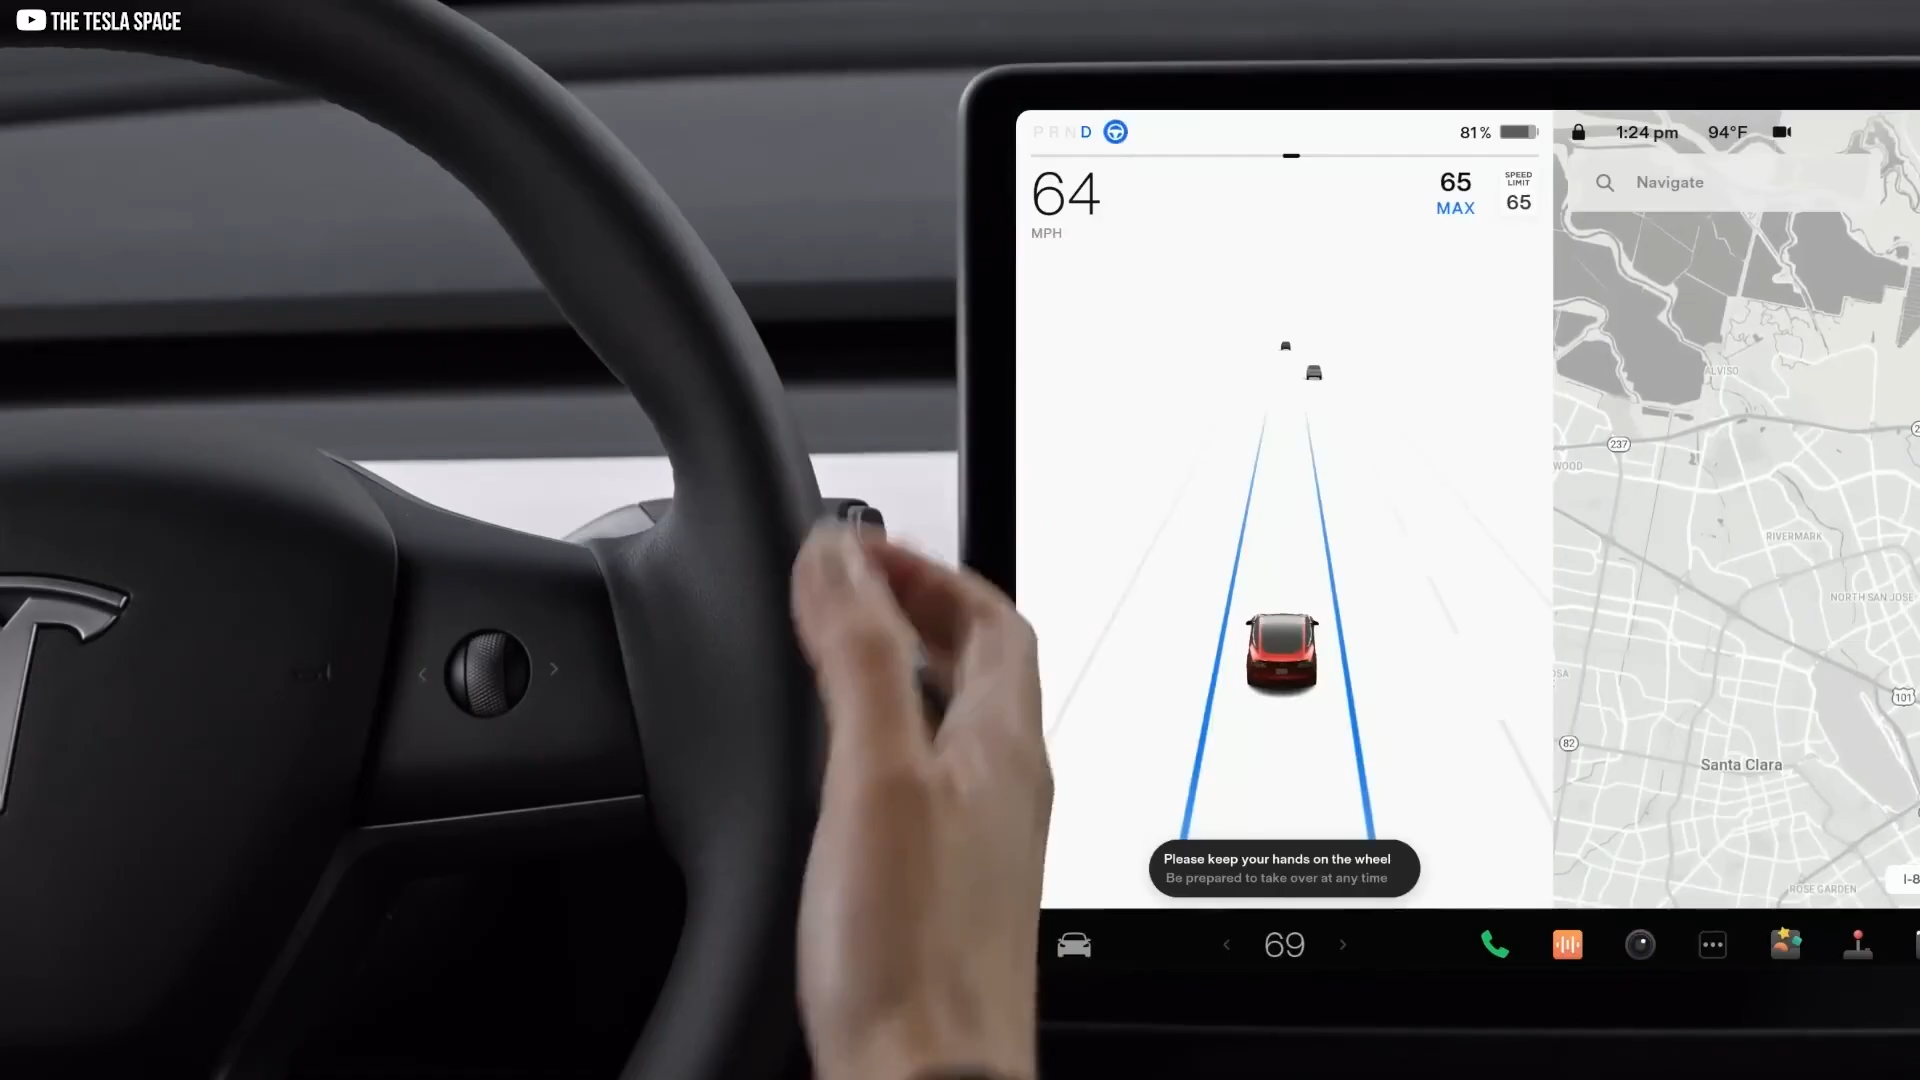 THE TESLA SPACE
P R N D
81%
1:24 pm
94°F
64
MPH
65
MAX
SPEED
LIMIT
65
Navigate
ALVISO
237
WOOD
RIVERMARK
NORTH SAN JOSE
101
82
Santa Clara
ROSE GARDEN
Please keep your hands on the wheel
Be prepared to take over at any time
69